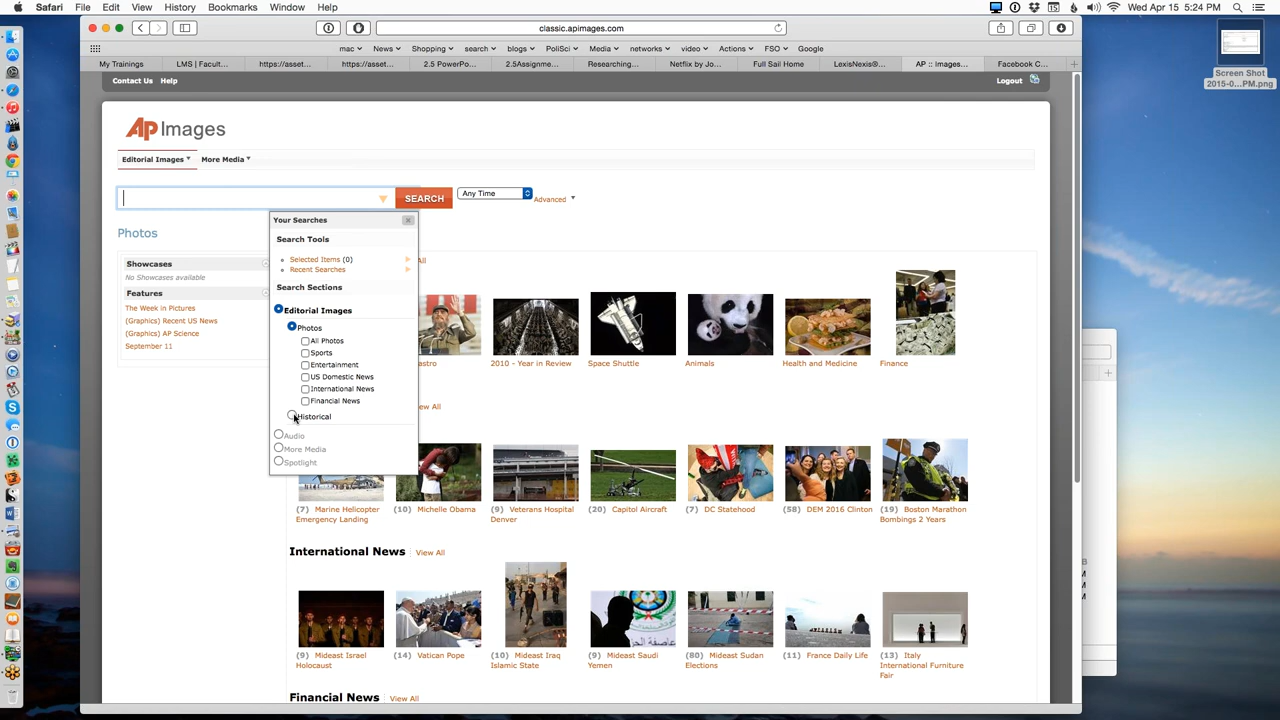 Safari File Edit View History Bookmarks Window Help
Wed Apr 15 5:24 PM
classic.apimages.com
mac News Shopping search blogs PoliSci Media networks video Actions FSO Google
My Trainings LMS | Facult... https://asset... https://asset... 2.5 PowerPo... 2.5Assignme... Researching... Netflix by Jo... Full Sail Home LexisNexis®... AP :: Images... Facebook C...
Screen Shot
2015-0...PM.png
Contact Us Help Logout
AP Images
Editorial Images More Media
SEARCH Any Time Advanced
Your Searches
Photos
Search Tools
Showcases
No Showcases available
Features
The Week in Pictures
(Graphics) Recent US News
(Graphics) AP Science
September 11
Selected Items (0)
Recent Searches
Search Sections
Editorial Images
Photos
All Photos
Sports
Entertainment
US Domestic News
International News
Financial News
Historical
Audio
More Media
Spotlight
All
astro 2010 - Year in Review Space Shuttle Animals Health and Medicine Finance
ew All
(7) Marine Helicopter Emergency Landing
(10) Michelle Obama
(9) Veterans Hospital Denver
(20) Capitol Aircraft
(7) DC Statehood
(58) DEM 2016 Clinton
(19) Boston Marathon Bombings 2 Years
International News View All
(9) Mideast Israel Holocaust
(14) Vatican Pope
(10) Mideast Iraq Islamic State
(9) Mideast Saudi Yemen
(80) Mideast Sudan Elections
(11) France Daily Life
(13) Italy International Furniture Fair
Financial News View All